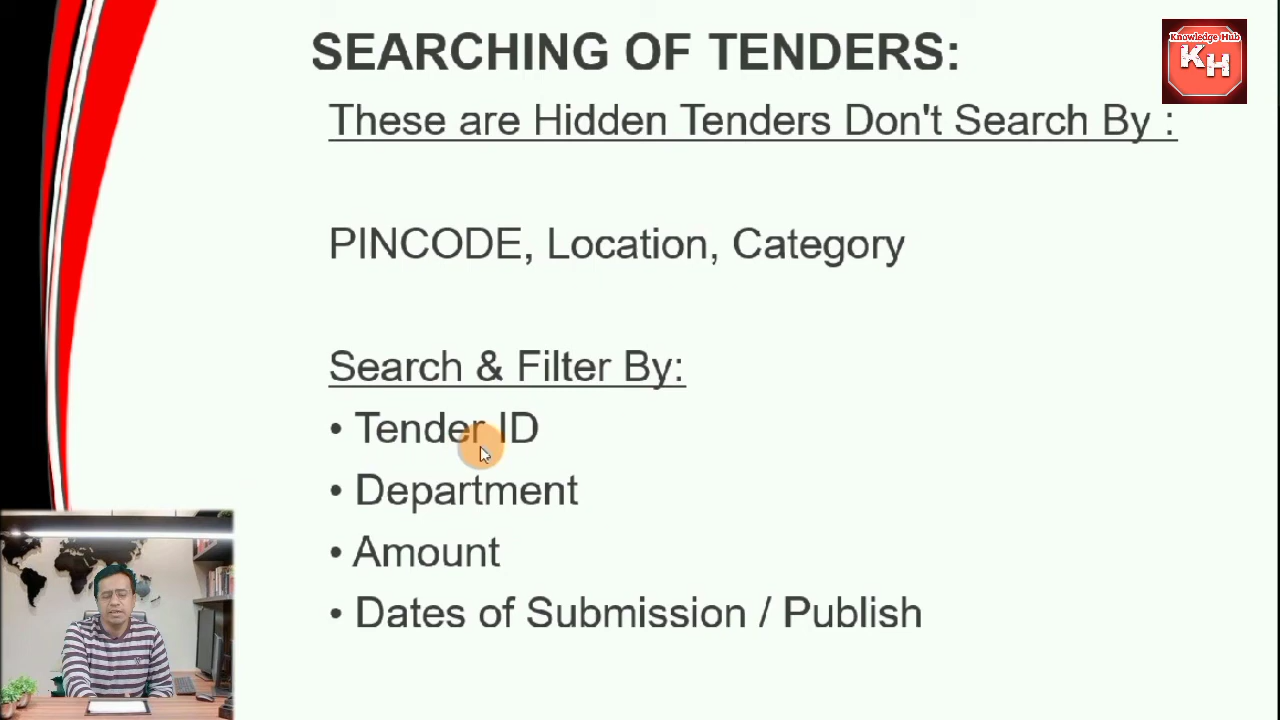 SEARCHING OF TENDERS:
Knowledge Hub
KH
These are Hidden Tenders Don't Search By :
PINCODE, Location, Category
Search & Filter By:
• Tender ID
• Department
• Amount
• Dates of Submission / Publish